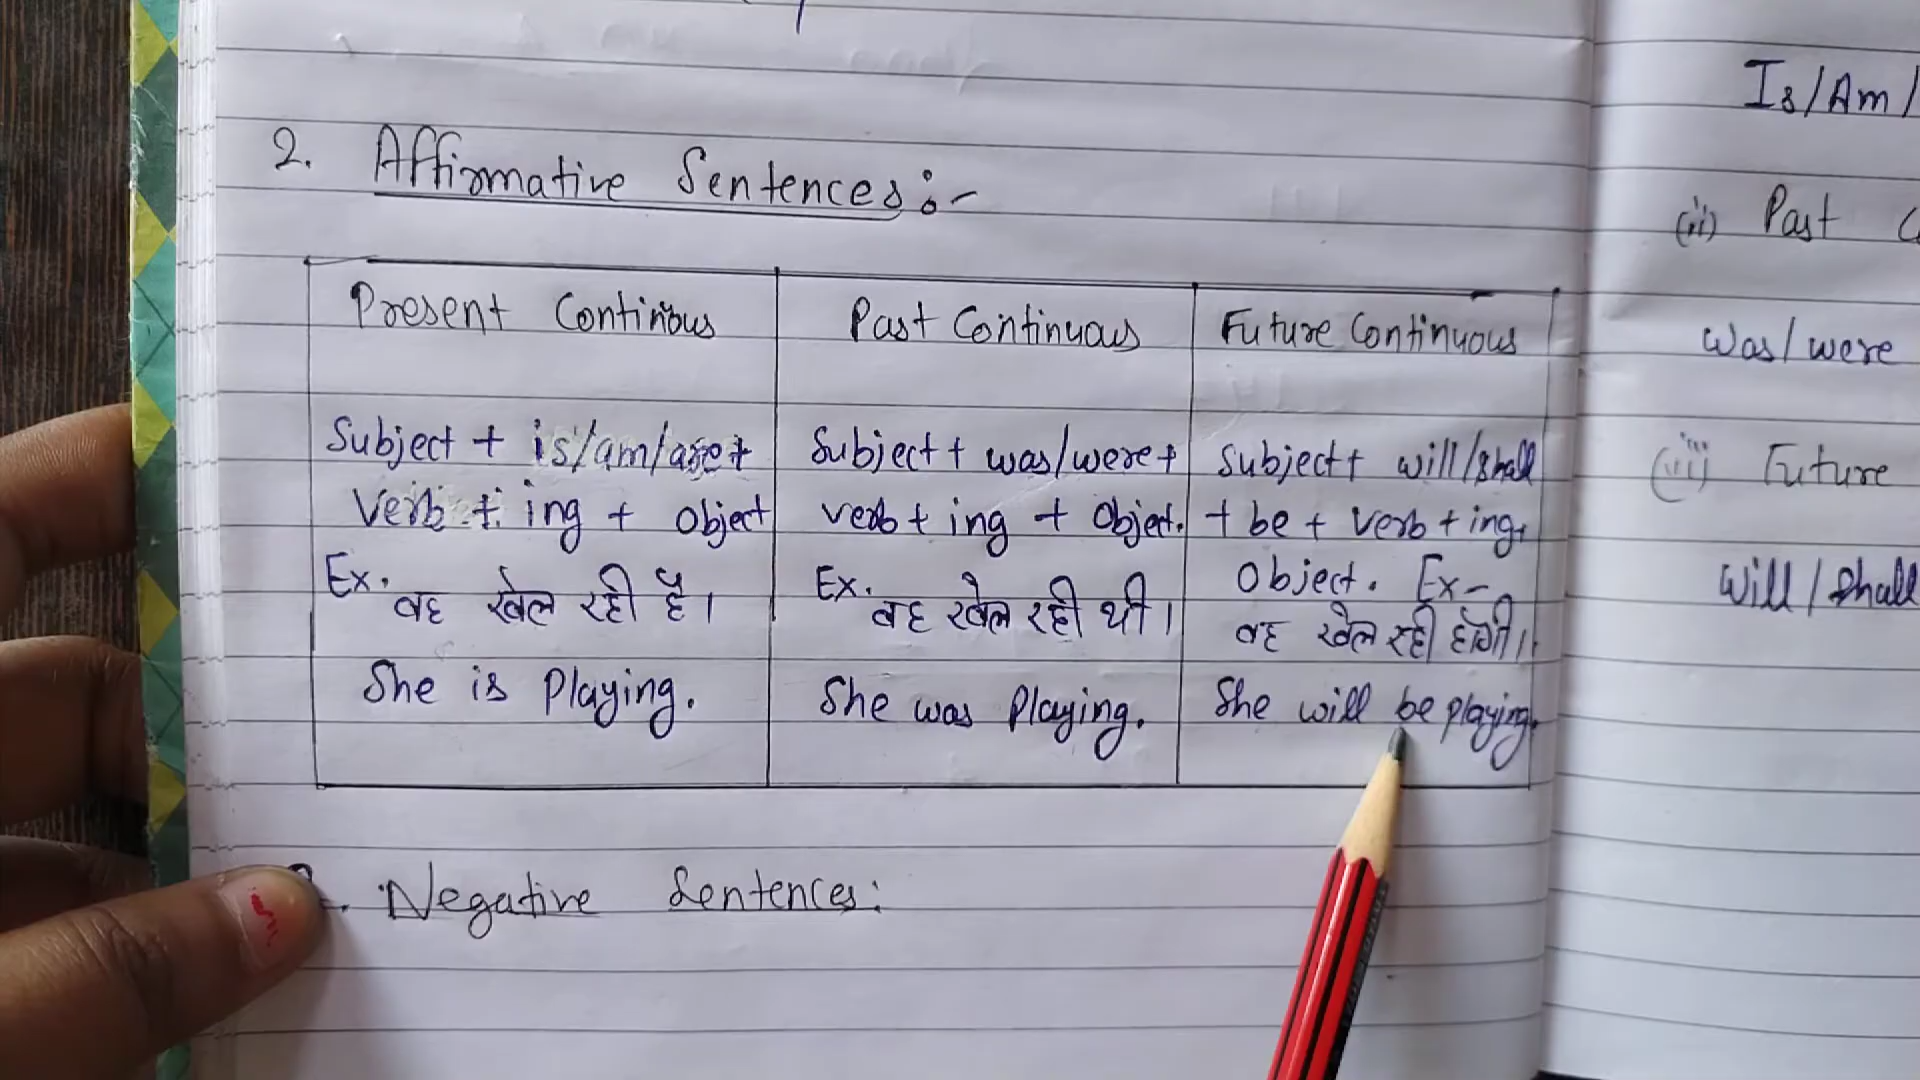 2. Affirmative Sentences:-
Present Continous
Past Continuous
Future Continuous
Subject + is/am/are+
Verb + ing + object
Ex. वह खेल रही है।
She is Playing.
Subject + was/were+
verb + ing + Object.
Ex. वह खेल रही थी।
She was Playing.
Subject+ will/shall
+ be + verb + ing+
Object. Ex-
वह खेल रही होगी।
She will be playing.
Negative Sentences:
Is/Am/
(ii) Past
Was/were
(iii) Future
Will/shall